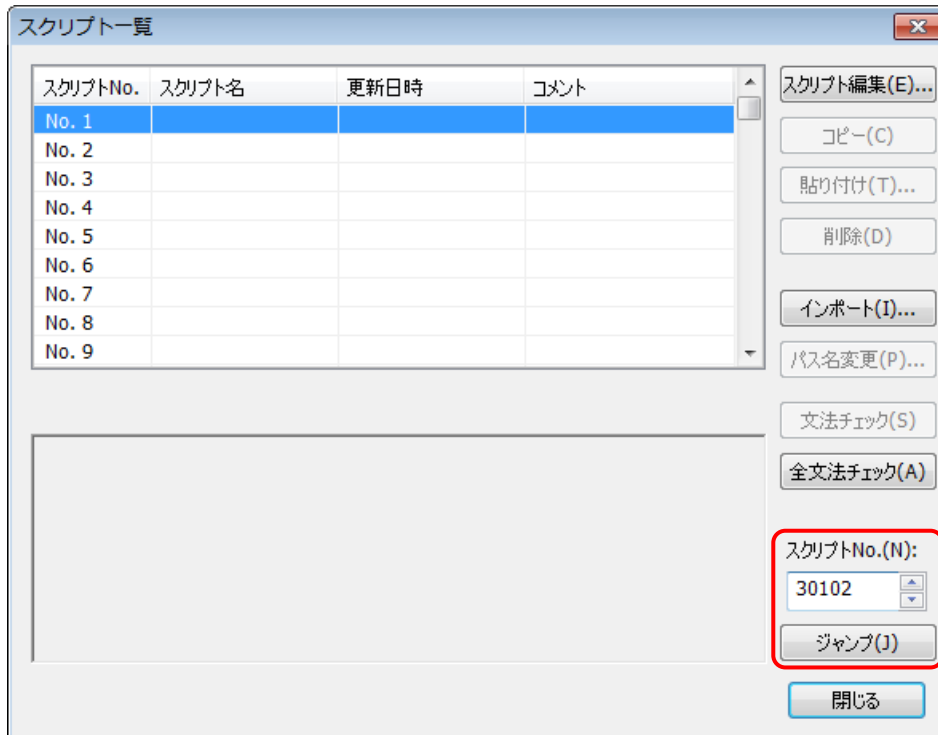 スクリプト一覧
スクリプトNo. スクリプト名 更新日時 コメント
No. 1
No. 2
No. 3
No. 4
No. 5
No. 6
No. 7
No. 8
No. 9
スクリプト編集(E)...
コピー(C)
貼り付け(T)...
削除(D)
インポート(I)...
パス名変更(P)...
文法チェック(S)
全文法チェック(A)
スクリプトNo.(N):
30102
ジャンプ(J)
閉じる